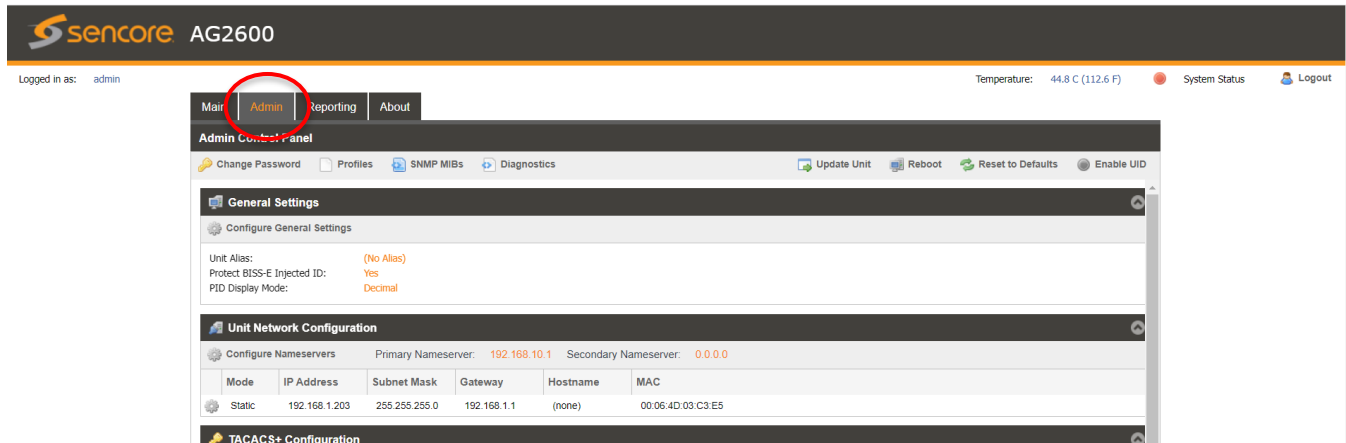 sencore AG2600
Logged in as: admin Temperature: 44.8 C (112.6 F) System Status Logout
Main Admin Reporting About
Admin Control Panel
Change Password Profiles SNMP MIBs Diagnostics Update Unit Reboot Reset to Defaults Enable UID
General Settings
Configure General Settings
Unit Alias: (No Alias)
Protect BISS-E Injected ID: Yes
PID Display Mode: Decimal
Unit Network Configuration
Configure Nameservers Primary Nameserver: 192.168.10.1 Secondary Nameserver: 0.0.0.0
Mode IP Address Subnet Mask Gateway Hostname MAC
Static 192.168.1.203 255.255.255.0 192.168.1.1 (none) 00:06:4D:03:C3:E5
TACACS+ Configuration